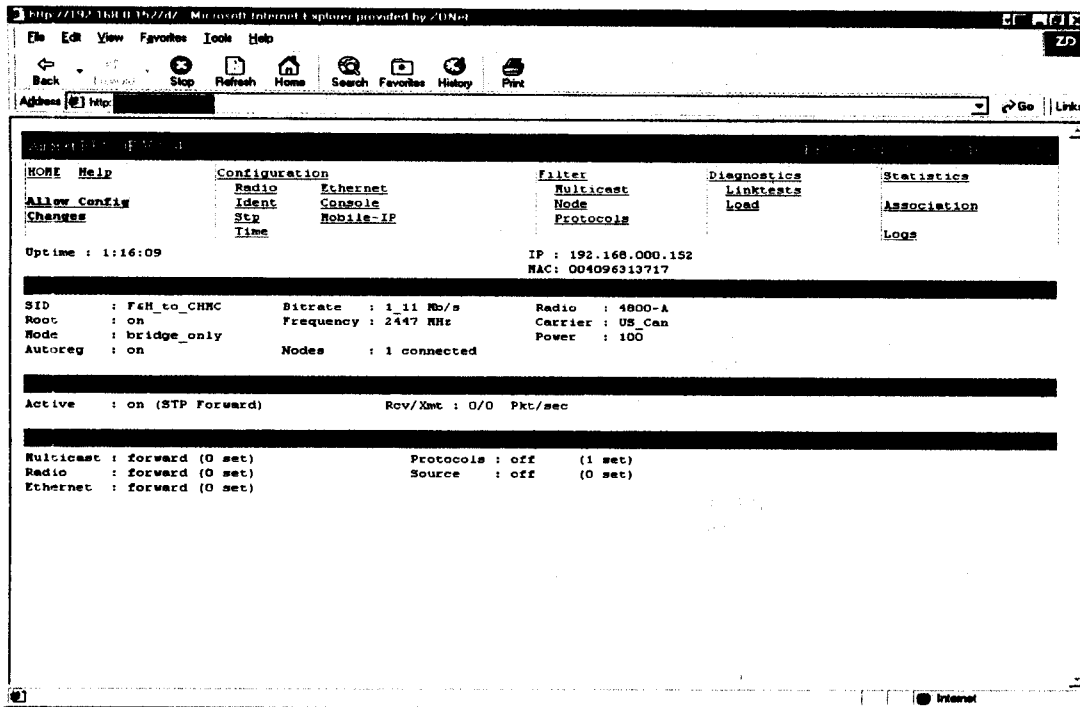 http://192.168.0.152/d/ Microsoft Internet Explorer provided by ZDNet
File Edit View Favorites Tools Help
ZD
Back Forward Stop Refresh Home Search Favorites History Print
Address http: Go Links
HOME Help Configuration Filter Diagnostics Statistics
Radio Ethernet Multicast Linktests
Allow Config Ident Console Node Load Association
Changes Stp Mobile-IP Protocols
Time Logs
Uptime : 1:16:09 IP : 192.168.000.152
MAC: 004096313717
SID : F&H_to_CHMC Bitrate : 1_11 Mb/s Radio : 4800-A
Root : on Frequency : 2447 MHz Carrier : US_Can
Mode : bridge_only Power : 100
Autoreg : on Nodes : 1 connected
Active : on (STP Forward) Rcv/Xmt : 0/0 Pkt/sec
Multicast : forward (0 set) Protocols : off (1 set)
Radio : forward (0 set) Source : off (0 set)
Ethernet : forward (0 set)
Internet